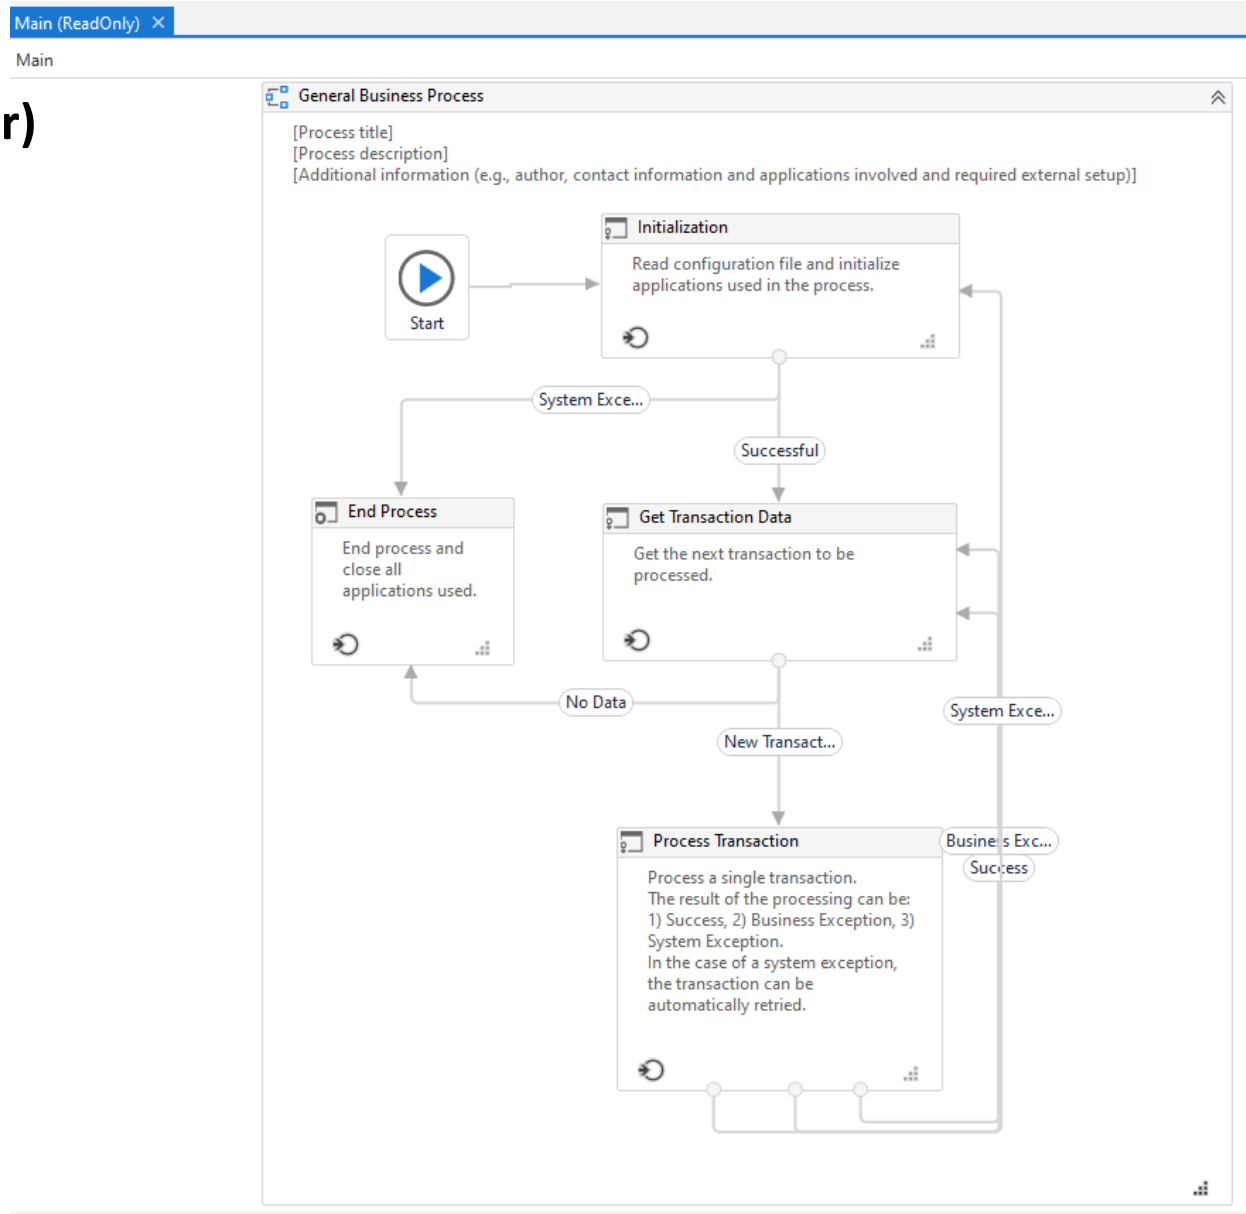 Main (ReadOnly)
Main
r)
General Business Process
[Process title]
[Process description]
[Additional information (e.g., author, contact information and applications involved and required external setup)]
Initialization
Read configuration file and initialize
applications used in the process.
Start
System Exce...
Successful
End Process
End process and
close all
applications used.
Get Transaction Data
Get the next transaction to be
processed.
No Data
System Exce...
New Transact...
Process Transaction
Process a single transaction.
The result of the processing can be:
1) Success, 2) Business Exception, 3)
System Exception.
In the case of a system exception,
the transaction can be
automatically retried.
Business Exc...
Success